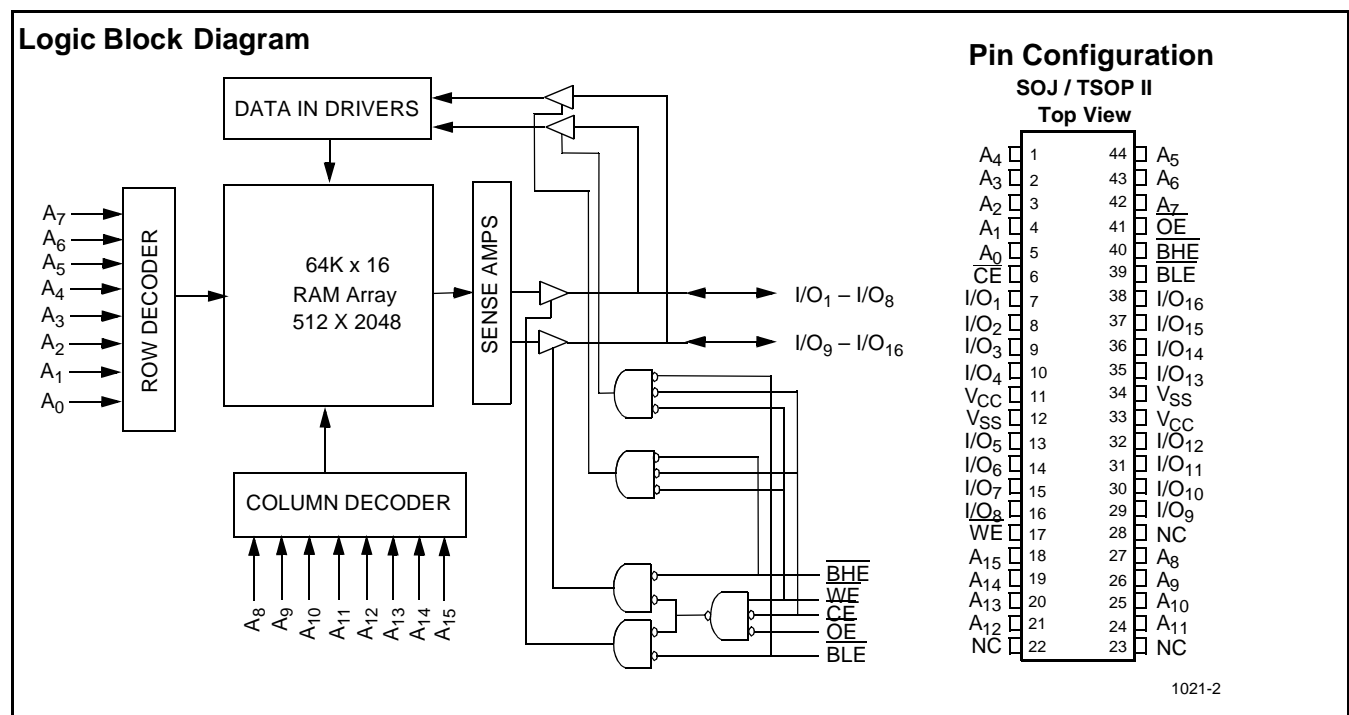 Logic Block Diagram
DATA IN DRIVERS
A7
A6
A5
A4
A3
A2
A1
A0
ROW DECODER
64K x 16
RAM Array
512 X 2048
SENSE AMPS
I/O1 – I/O8
I/O9 – I/O16
COLUMN DECODER
A8
A9
A10
A11
A12
A13
A14
A15
BHE
WE
CE
OE
BLE
Pin Configuration
SOJ / TSOP II
Top View
A4 1 44 A5
A3 2 43 A6
A2 3 42 A7
A1 4 41 OE
A0 5 40 BHE
CE 6 39 BLE
I/O1 7 38 I/O16
I/O2 8 37 I/O15
I/O3 9 36 I/O14
I/O4 10 35 I/O13
VCC 11 34 VSS
VSS 12 33 VCC
I/O5 13 32 I/O12
I/O6 14 31 I/O11
I/O7 15 30 I/O10
I/O8 16 29 I/O9
WE 17 28 NC
A15 18 27 A8
A14 19 26 A9
A13 20 25 A10
A12 21 24 A11
NC 22 23 NC
1021-2